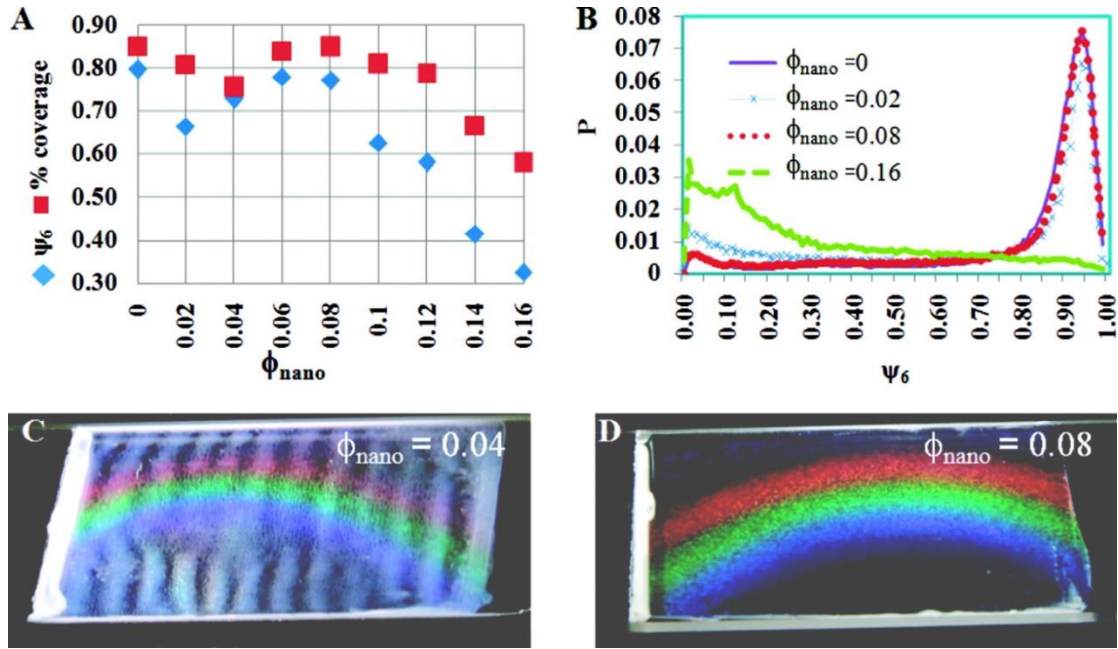 A
0.90
0.80
0.70
0.60
0.50
0.40
0.30
ψ6 % coverage
0
0.02
0.04
0.06
0.08
0.1
0.12
0.14
0.16
ϕnano
B
0.08
0.07
0.06
0.05
0.04
0.03
0.02
0.01
0
P
ϕnano =0
ϕnano =0.02
ϕnano =0.08
ϕnano =0.16
0.00
0.10
0.20
0.30
0.40
0.50
0.60
0.70
0.80
0.90
1.00
ψ6
C
ϕnano = 0.04
D
ϕnano = 0.08